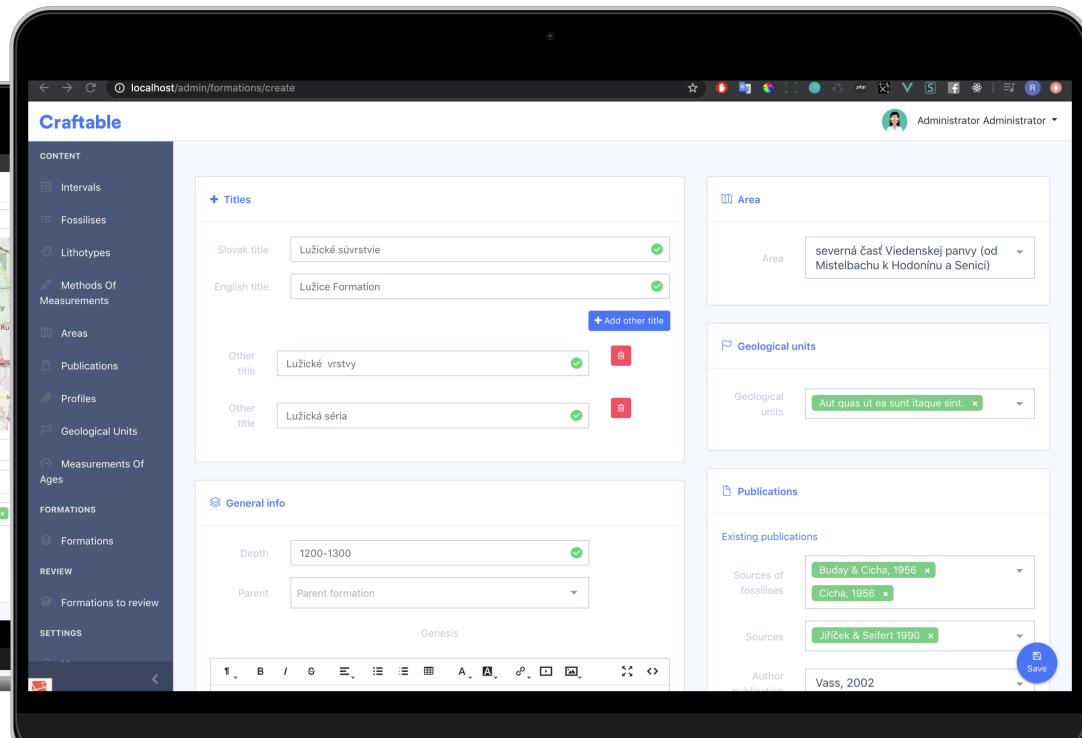 localhost/admin/formations/create
Craftable
Administrator Administrator
CONTENT
Intervals
Fossilises
Lithotypes
Methods Of
Measurements
Areas
Publications
Profiles
Geological Units
Measurements Of
Ages
FORMATIONS
Formations
REVIEW
Formations to review
SETTINGS
Titles
Slovak title
Lužické súvrstvie
English title
Lužice Formation
+ Add other title
Other
title
Lužické vrstvy
Other
title
Lužická séria
General info
Depth
1200-1300
Parent
Parent formation
Genesis
Area
Area
severná časť Viedenskej panvy (od
Mistelbachu k Hodonínu a Senici)
Geological units
Geological
units
Aut quas ut ea sunt itaque sint. ×
Publications
Existing publications
Sources of
fossilises
Buday & Cicha, 1956 ×
Cicha, 1956 ×
Sources
Jiříček & Seifert 1990 ×
Author
publication
Vass, 2002
Save